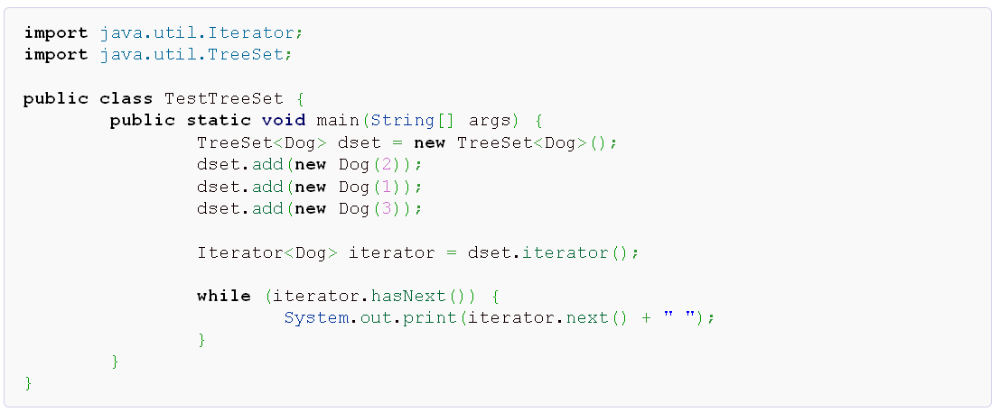 import java.util.Iterator;
import java.util.TreeSet;

public class TestTreeSet {
        public static void main(String[] args) {
                TreeSet<Dog> dset = new TreeSet<Dog>();
                dset.add(new Dog(2));
                dset.add(new Dog(1));
                dset.add(new Dog(3));

                Iterator<Dog> iterator = dset.iterator();

                while (iterator.hasNext()) {
                        System.out.print(iterator.next() + " ");
                }
        }
}